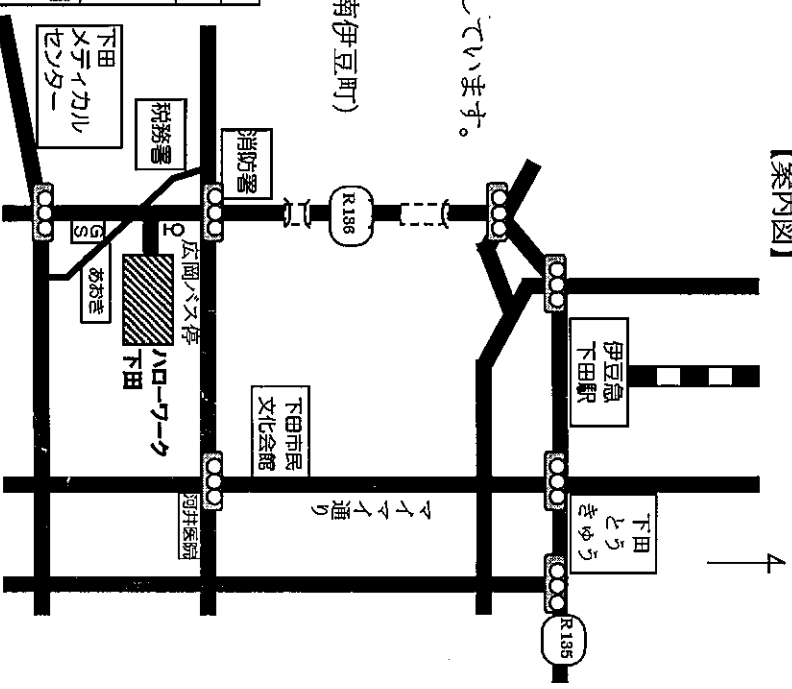 【案内図】
下田
とう
きゅう
伊豆急
下田駅
R135
しています。
マイマイ通り
R136
南伊豆町)
下田市民
文化会館
消防署
河井医院
広岡バス停
税務署
ハローワーク
下田
GS
あおき
下田
メディカル
センター